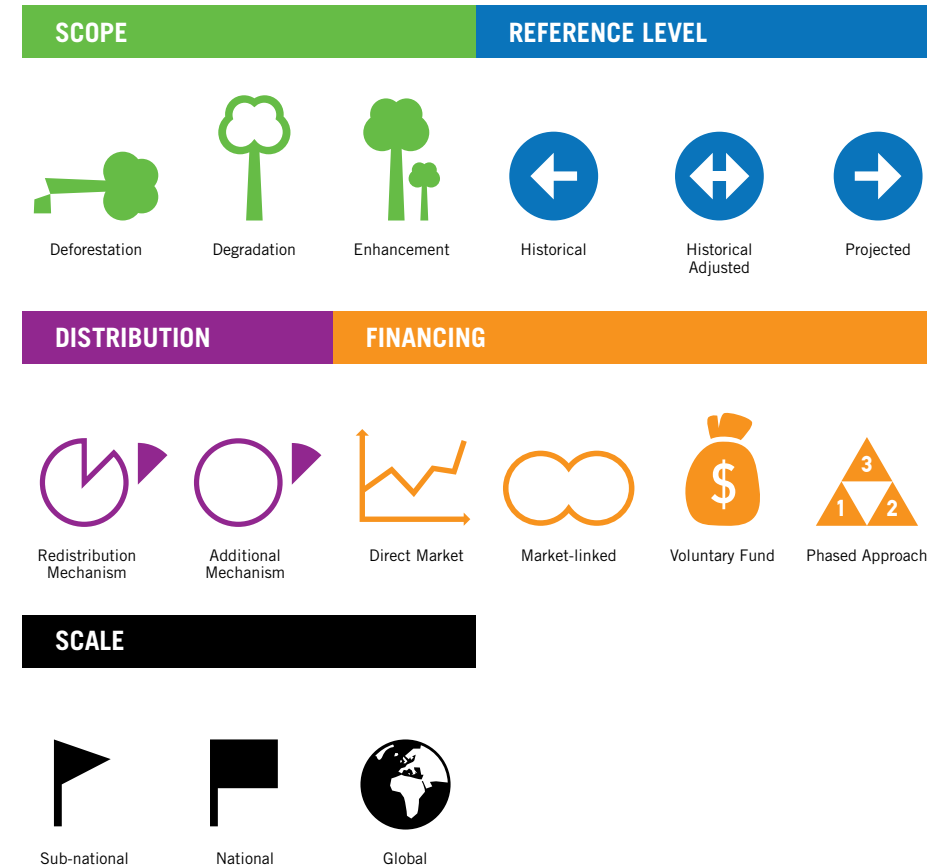 SCOPE
REFERENCE LEVEL
Deforestation
Degradation
Enhancement
Historical
Historical
Adjusted
Projected
DISTRIBUTION
FINANCING
$
3
1
2
Redistribution
Mechanism
Additional
Mechanism
Direct Market
Market-linked
Voluntary Fund
Phased Approach
SCALE
Sub-national
National
Global